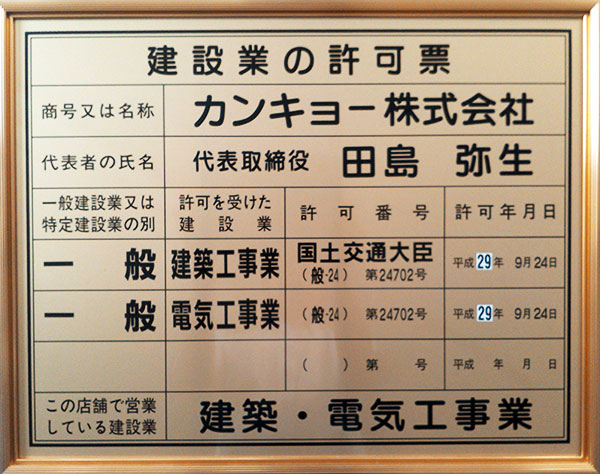 建設業の許可票
商号又は名称 カンキョー株式会社
代表者の氏名 代表取締役 田島 弥生
一般建設業又は特定建設業の別 許可を受けた建設業 許可番号 許可年月日
一般 建築工事業 国土交通大臣(般-24)第24702号 平成29年9月24日
一般 電気工事業 (般-24)第24702号 平成29年9月24日
( )第 号 平成 年 月 日
この店舗で営業している建設業 建築・電気工事業